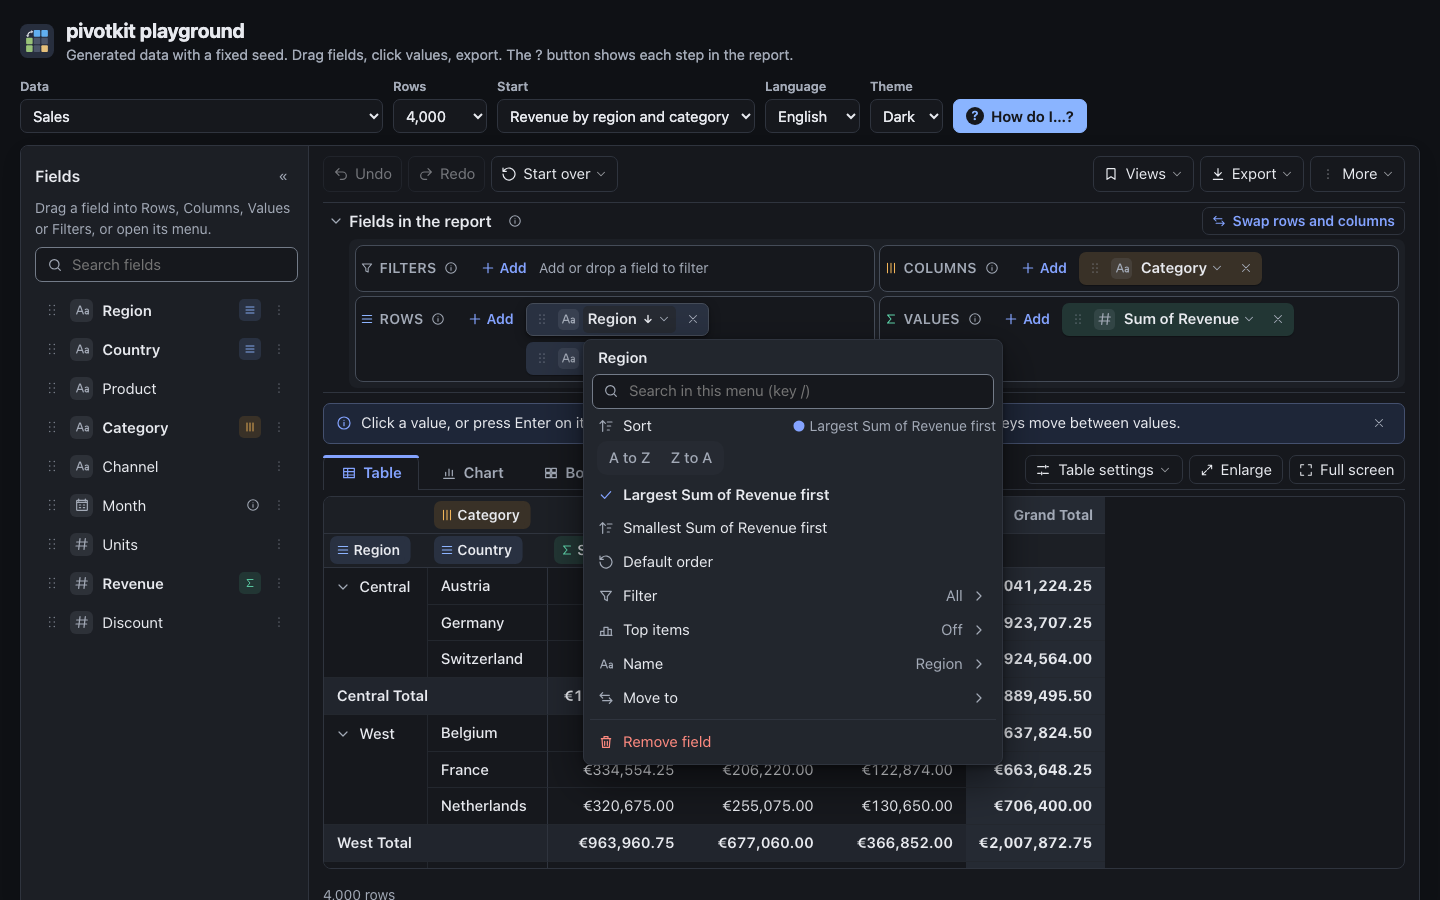 pivotkit playground
Generated data with a fixed seed. Drag fields, click values, export. The ? button shows each step in the report.
Data
Rows
Start
Language
Theme
Sales
4,000
Revenue by region and category
English
Dark
? How do I...?
Fields
«
Drag a field into Rows, Columns, Values
or Filters, or open its menu.
Search fields
Aa Region
Aa Country
Aa Product
Aa Category
Aa Channel
Month
# Units
# Revenue Σ
# Discount
Undo
Redo
Start over
Views
Export
More
Fields in the report
Swap rows and columns
FILTERS
+ Add
Add or drop a field to filter
COLUMNS
+ Add
Aa Category
ROWS
+ Add
Aa Region ↓
Aa
Σ VALUES
+ Add
# Sum of Revenue
Region
Search in this menu (key /)
Sort
Largest Sum of Revenue first
A to Z
Z to A
Largest Sum of Revenue first
Smallest Sum of Revenue first
Default order
Filter All
Top items Off
Aa Name Region
Move to
Remove field
Click a value, or press Enter on
keys move between values.
Table
Chart
Table settings
Enlarge
Full screen
Category
Grand Total
Region
Country
Σ
Central
Austria
041,224.25
Germany
923,707.25
Switzerland
924,564.00
Central Total
€1
889,495.50
West
Belgium
637,824.50
France
€334,554.25
€206,220.00
€122,874.00
€663,648.25
Netherlands
€320,675.00
€255,075.00
€130,650.00
€706,400.00
West Total
€963,960.75
€677,060.00
€366,852.00
€2,007,872.75
4,000 rows